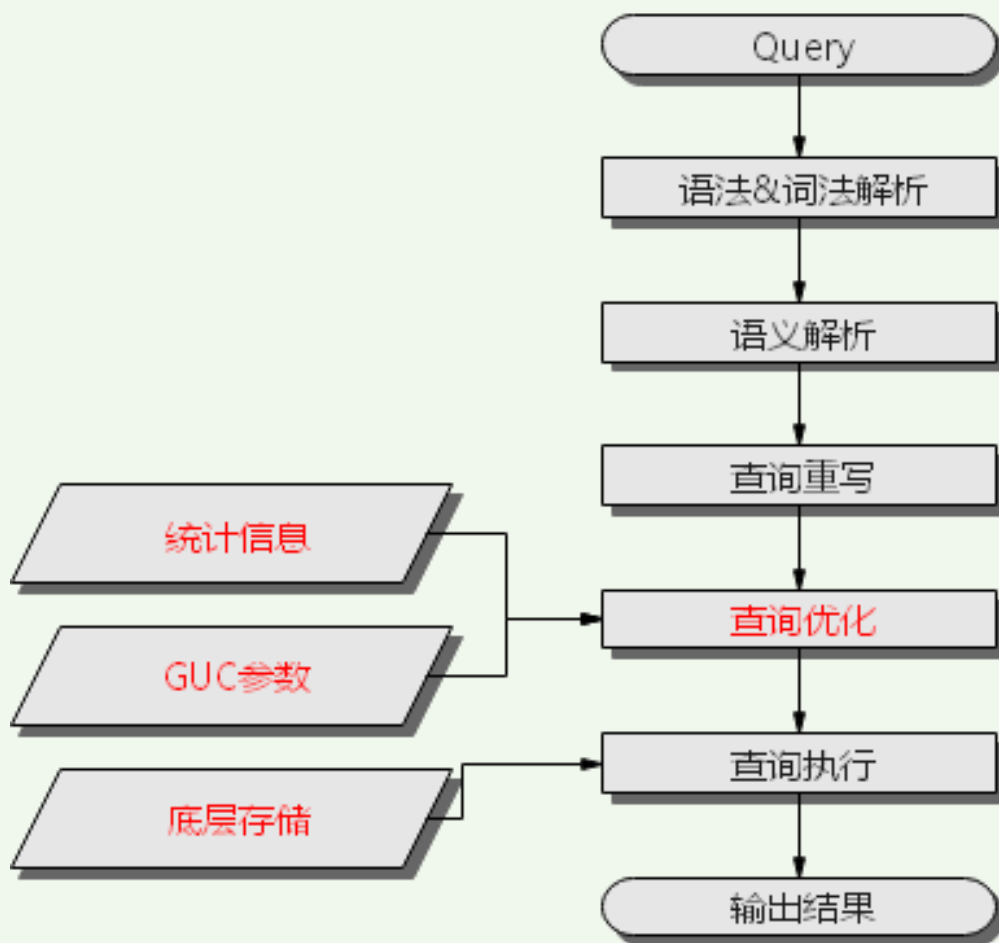 Query
语法&词法解析
语义解析
查询重写
统计信息
查询优化
GUC参数
查询执行
底层存储
输出结果